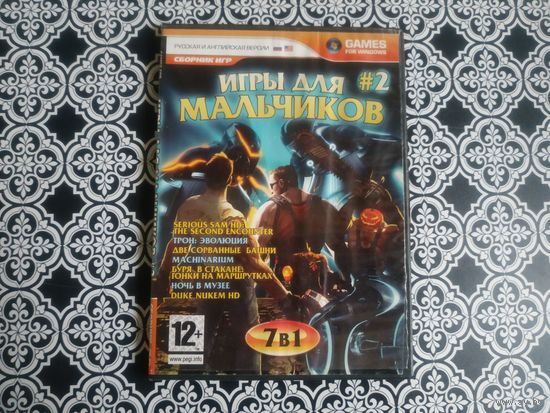 РУССКАЯ И АНГЛИЙСКАЯ ВЕРСИИ
GAMES
FOR WINDOWS
СБОРНИК ИГР
ИГРЫ ДЛЯ #2
МАЛЬЧИКОВ
SERIOUS SAM HD:
THE SECOND ENCOUNTER
ТРОН: ЭВОЛЮЦИЯ
ДВЕ СОРВАННЫЕ БАШНИ
MACHINARIUM
БУРЯ В СТАКАНЕ:
ГОНКИ НА МАРШРУТКАХ
НОЧЬ В МУЗЕЕ
DUKE NUKEM HD
12+
www.pegi.info
7 В 1